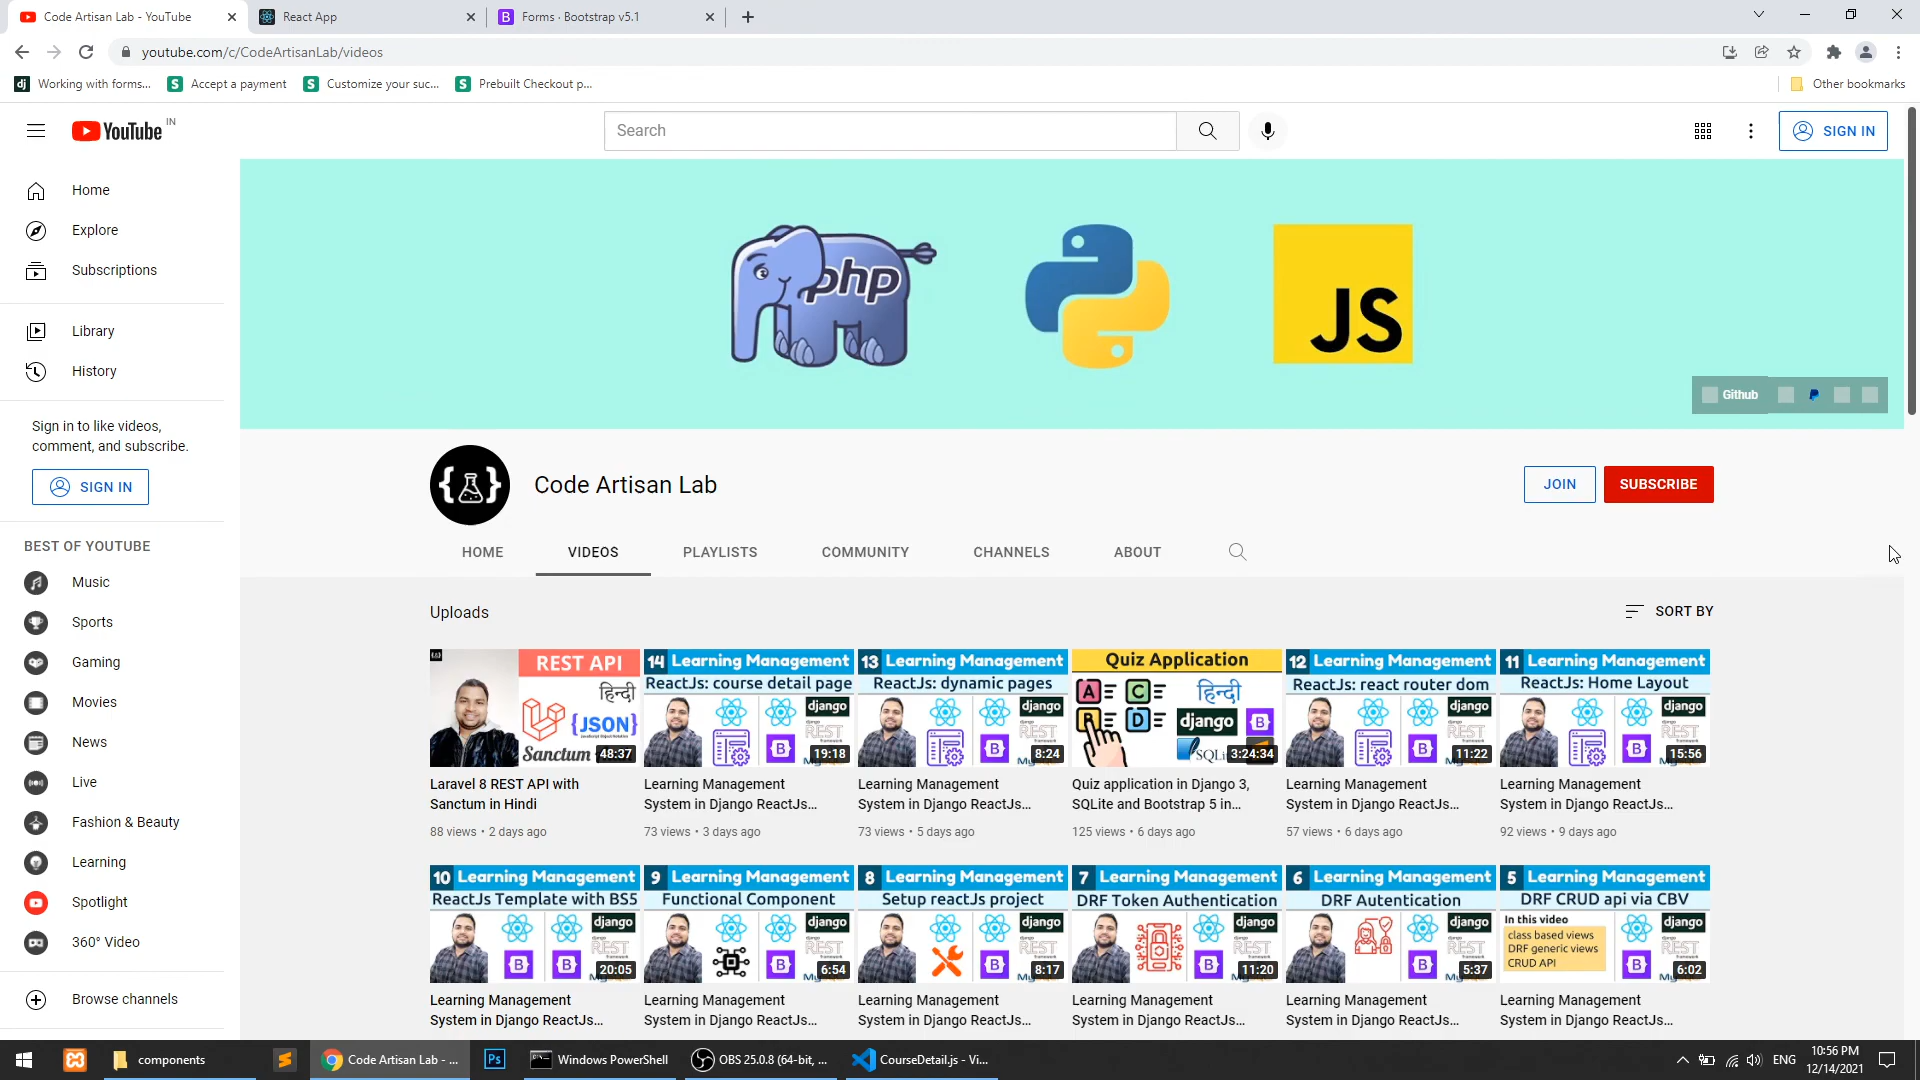 Code Artisan Lab - YouTube
React App
Forms · Bootstrap v5.1
youtube.com/c/CodeArtisanLab/videos
Working with forms...
Accept a payment
Customize your suc...
Prebuilt Checkout p...
Other bookmarks
YouTube IN
Search
SIGN IN
Home
Explore
Subscriptions
Library
History
Sign in to like videos,
comment, and subscribe.
SIGN IN
BEST OF YOUTUBE
Music
Sports
Gaming
Movies
News
Live
Fashion & Beauty
Learning
Spotlight
360° Video
Browse channels
php
JS
Github
Code Artisan Lab
JOIN
SUBSCRIBE
HOME
VIDEOS
PLAYLISTS
COMMUNITY
CHANNELS
ABOUT
Uploads
SORT BY
REST API
हिन्दी
{JSON}
Sanctum
48:37
Laravel 8 REST API with
Sanctum in Hindi
88 views • 2 days ago
14 Learning Management
ReactJs: course detail page
django
REST
19:18
Learning Management
System in Django ReactJs...
73 views • 3 days ago
13 Learning Management
ReactJs: dynamic pages
django
REST
8:24
Learning Management
System in Django ReactJs...
73 views • 5 days ago
Quiz Application
A
C
हिन्दी
B
D
django
B
3:24:34
Quiz application in Django 3,
SQLite and Bootstrap 5 in...
125 views • 6 days ago
12 Learning Management
ReactJs: react router dom
django
REST
11:22
Learning Management
System in Django ReactJs...
57 views • 6 days ago
11 Learning Management
ReactJs: Home Layout
django
REST
15:56
Learning Management
System in Django ReactJs...
92 views • 9 days ago
10 Learning Management
ReactJs Template with BS5
django
REST
20:05
Learning Management
System in Django ReactJs...
9 Learning Management
Functional Component
django
REST
6:54
Learning Management
System in Django ReactJs...
8 Learning Management
Setup reactJs project
django
REST
8:17
Learning Management
System in Django ReactJs...
7 Learning Management
DRF Token Authentication
django
REST
11:20
Learning Management
System in Django ReactJs...
6 Learning Management
DRF Autentication
django
REST
5:37
Learning Management
System in Django ReactJs...
5 Learning Management
DRF CRUD api via CBV
In this video
class based views
DRF generic views
CRUD API
django
REST
6:02
Learning Management
System in Django ReactJs...
components
Code Artisan Lab - ...
Ps
Windows PowerShell
OBS 25.0.8 (64-bit, ...
CourseDetail.js - Vi...
ENG
10:56 PM
12/14/2021